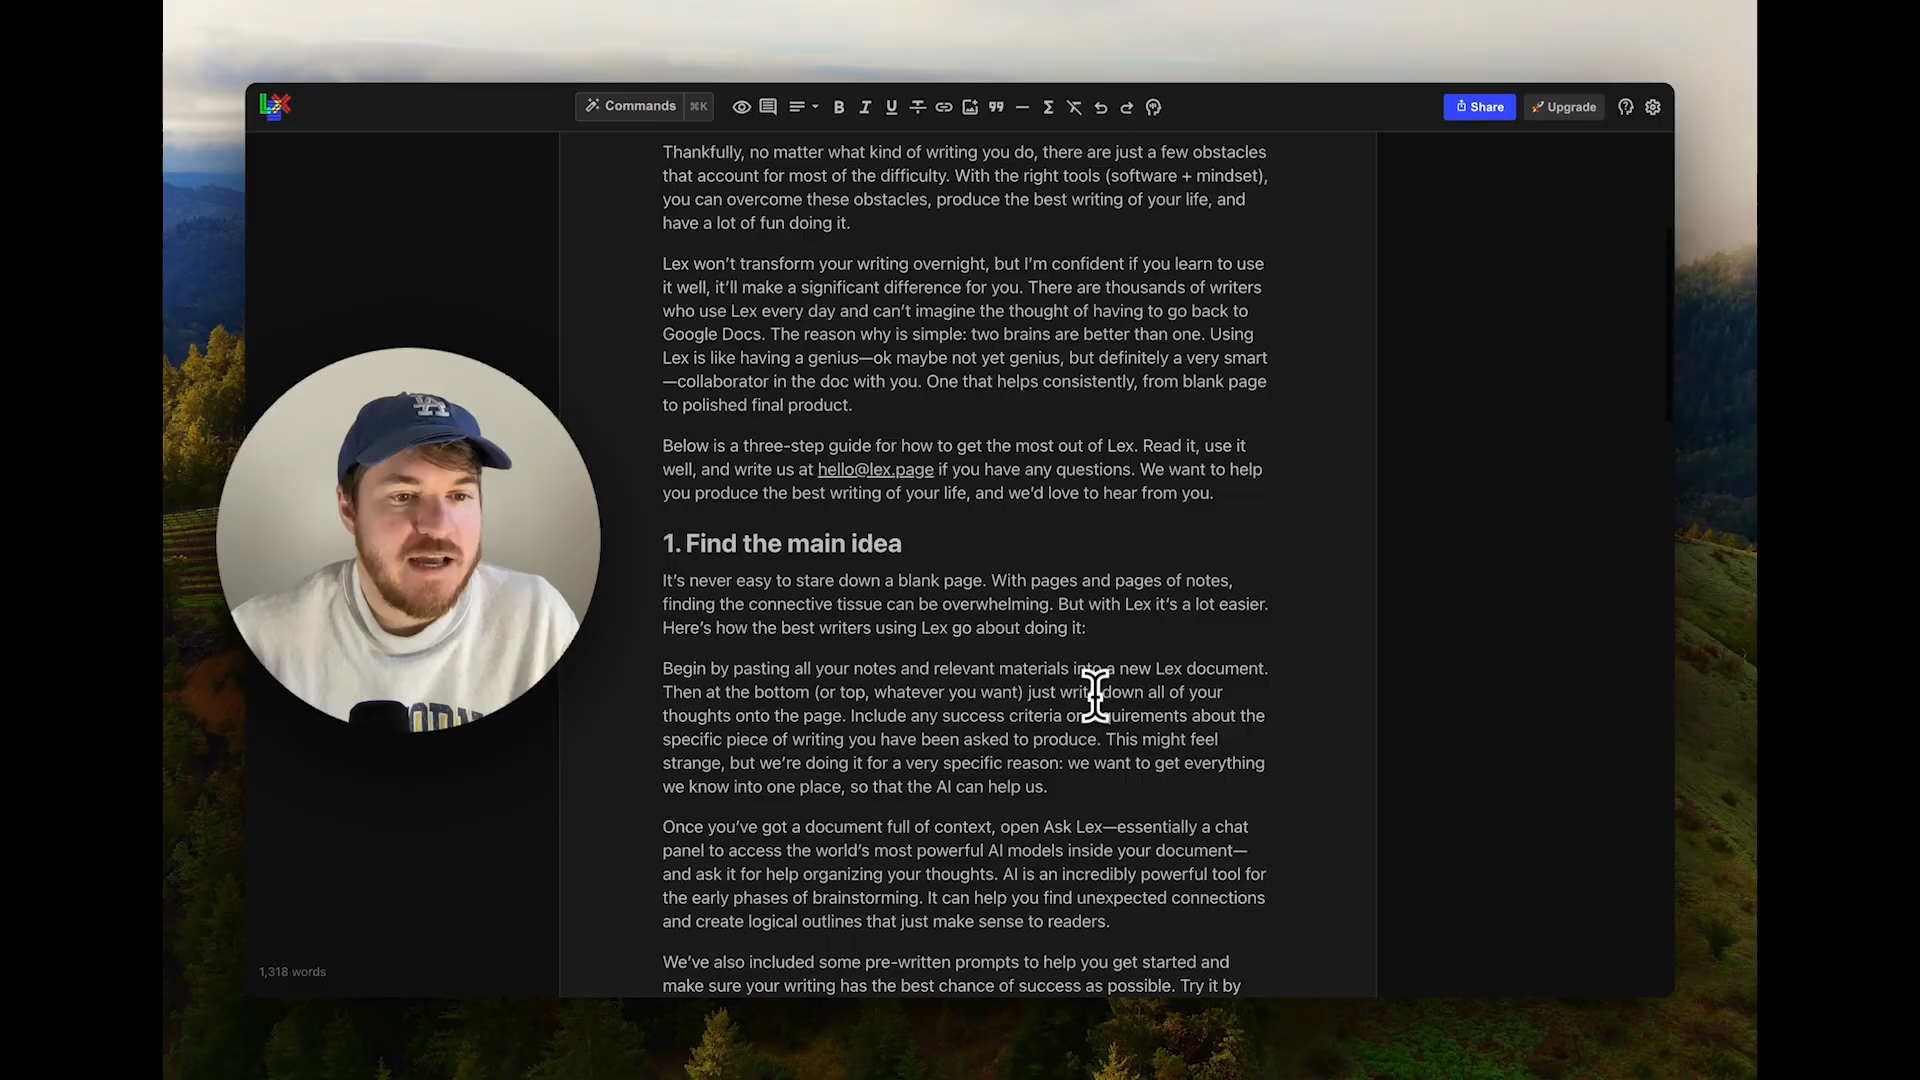 LEX
Commands ⌘K
B I U S
Share
Upgrade
Thankfully, no matter what kind of writing you do, there are just a few obstacles
that account for most of the difficulty. With the right tools (software + mindset),
you can overcome these obstacles, produce the best writing of your life, and
have a lot of fun doing it.
Lex won’t transform your writing overnight, but I’m confident if you learn to use
it well, it’ll make a significant difference for you. There are thousands of writers
who use Lex every day and can’t imagine the thought of having to go back to
Google Docs. The reason why is simple: two brains are better than one. Using
Lex is like having a genius—ok maybe not yet genius, but definitely a very smart
—collaborator in the doc with you. One that helps consistently, from blank page
to polished final product.
Below is a three-step guide for how to get the most out of Lex. Read it, use it
well, and write us at hello@lex.page if you have any questions. We want to help
you produce the best writing of your life, and we’d love to hear from you.
1. Find the main idea
It’s never easy to stare down a blank page. With pages and pages of notes,
finding the connective tissue can be overwhelming. But with Lex it’s a lot easier.
Here’s how the best writers using Lex go about doing it:
Begin by pasting all your notes and relevant materials into a new Lex document.
Then at the bottom (or top, whatever you want) just write down all of your
thoughts onto the page. Include any success criteria or requirements about the
specific piece of writing you have been asked to produce. This might feel
strange, but we’re doing it for a very specific reason: we want to get everything
we know into one place, so that the AI can help us.
Once you’ve got a document full of context, open Ask Lex—essentially a chat
panel to access the world’s most powerful AI models inside your document—
and ask it for help organizing your thoughts. AI is an incredibly powerful tool for
the early phases of brainstorming. It can help you find unexpected connections
and create logical outlines that just make sense to readers.
We’ve also included some pre-written prompts to help you get started and
make sure your writing has the best chance of success as possible. Try it by
1,318 words
LA